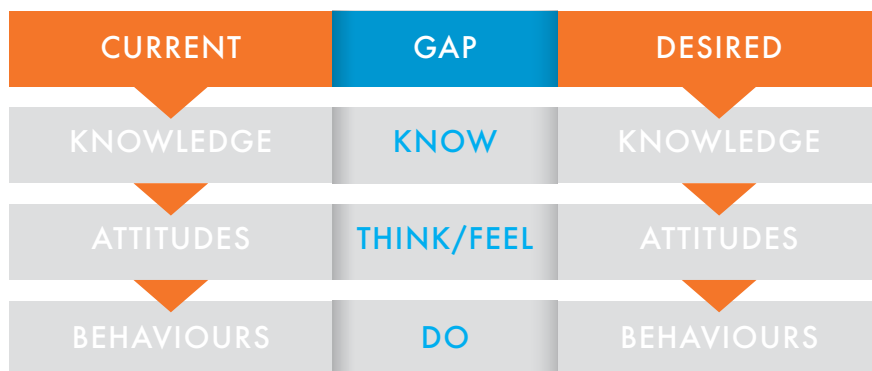 CURRENT GAP DESIRED
KNOWLEDGE KNOW KNOWLEDGE
ATTITUDES THINK/FEEL ATTITUDES
BEHAVIOURS DO BEHAVIOURS